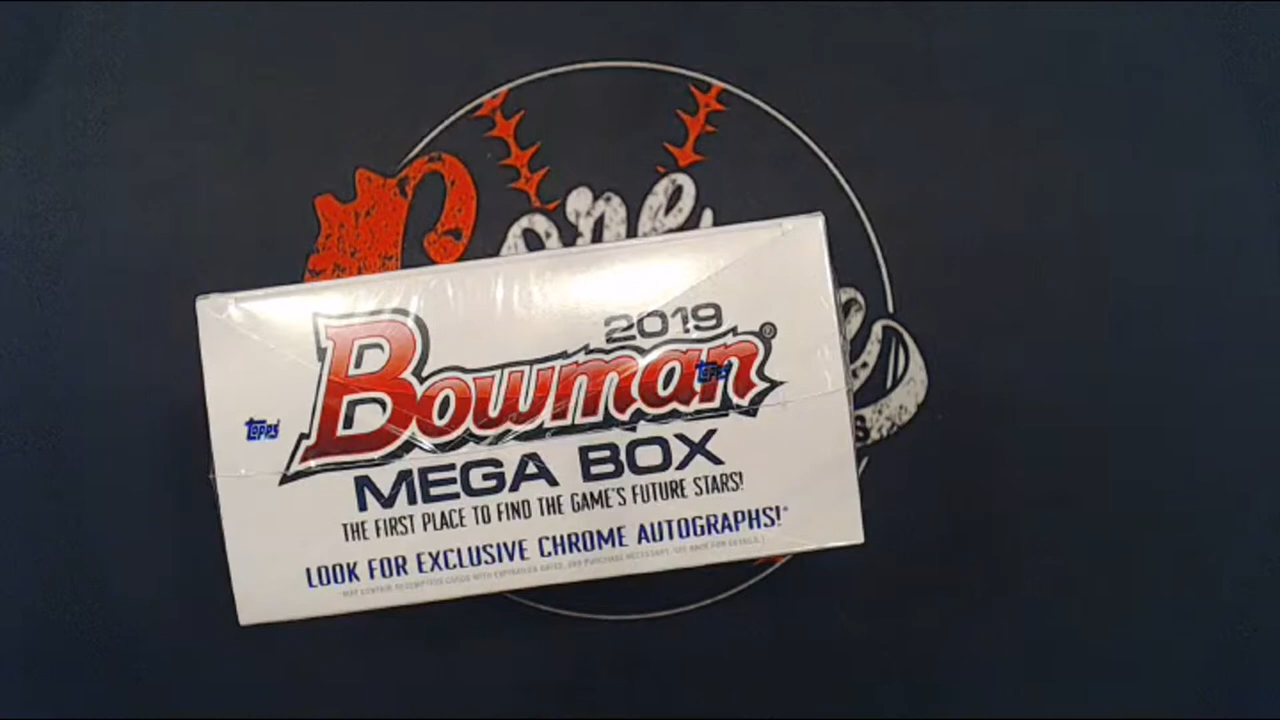 2019
Bowman®
MEGA BOX
THE FIRST PLACE TO FIND THE GAME'S FUTURE STARS!
LOOK FOR EXCLUSIVE CHROME AUTOGRAPHS!*
Topps
Topps